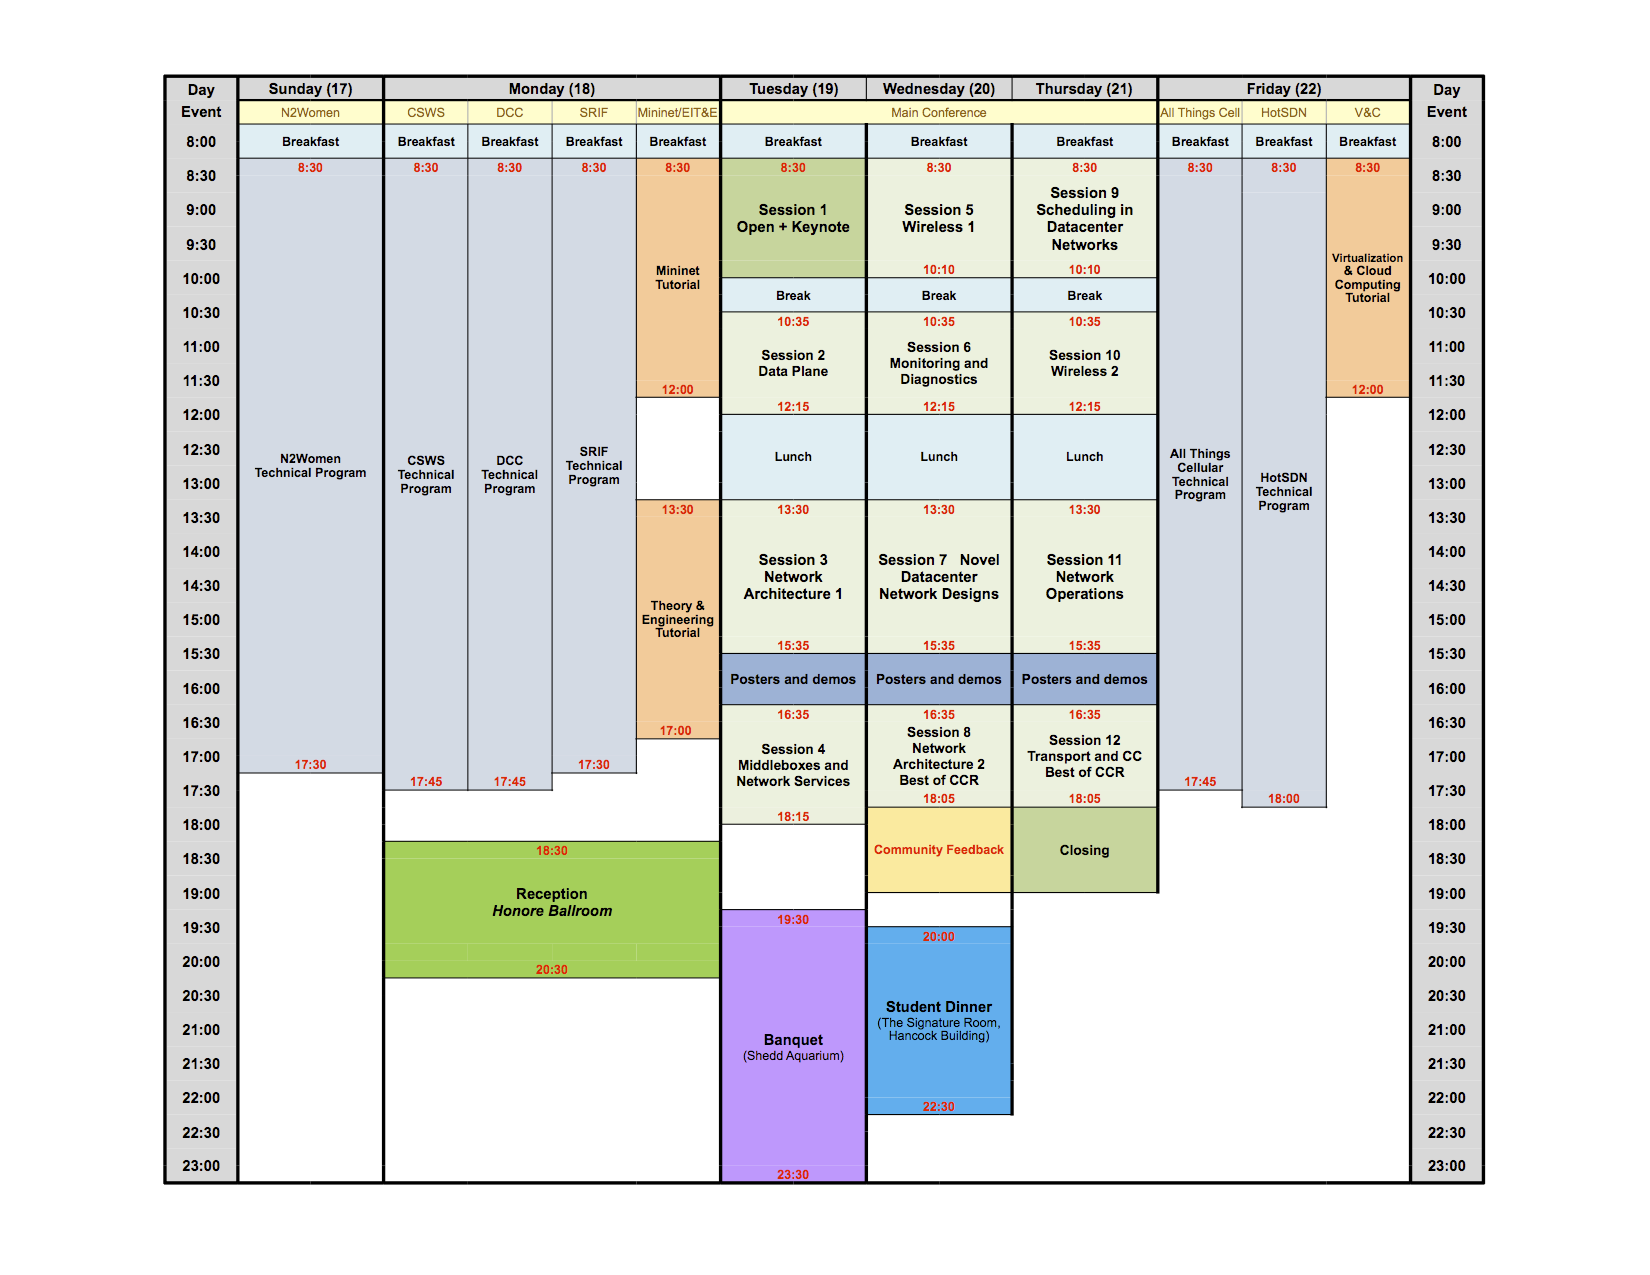 Day Sunday (17) Monday (18) Tuesday (19) Wednesday (20) Thursday (21) Friday (22) Day
Event N2Women CSWS DCC SRIF Mininet/EIT&E Main Conference All Things Cell HotSDN V&C Event
8:00 Breakfast Breakfast Breakfast Breakfast Breakfast Breakfast Breakfast Breakfast Breakfast Breakfast Breakfast 8:00
8:30 8:30 8:30 8:30 8:30 8:30 8:30 8:30 8:30 8:30 8:30
8:30 8:30
Session 9
9:00 Session 1 Session 5 Scheduling in 9:00
Open + Keynote Wireless 1 Datacenter
9:30 Networks 9:30
Virtualization
Mininet 10:10 10:10 & Cloud
10:00 Tutorial Computing 10:00
Break Break Break Tutorial
10:30 10:30
10:35 10:35 10:35
11:00 Session 2 Session 6 Session 10 11:00
Data Plane Monitoring and Wireless 2
11:30 Diagnostics 11:30
12:00 12:00
12:15 12:15 12:15
12:00 12:00
12:30 12:30
N2Women CSWS DCC SRIF Lunch Lunch Lunch All Things HotSDN
Technical Program Technical Technical Technical Cellular Technical
Program Program Program Technical Program
Program
13:00 13:00
13:30 13:30 13:30 13:30
13:30 13:30
14:00 Session 3 Session 7 Novel Session 11 14:00
Network Datacenter Network
14:30 Architecture 1 Network Designs Operations 14:30
Theory &
15:00 Engineering 15:00
Tutorial
15:35 15:35 15:35
15:30 15:30
Posters and demos Posters and demos Posters and demos
16:00 16:00
16:35 16:35 16:35
16:30 17:00 16:30
Session 4 Session 8 Session 12
Middleboxes and Network Transport and CC
Network Services Architecture 2 Best of CCR
Best of CCR
17:00 17:00
17:30 17:30
17:45 17:45 17:45
17:30 17:30
18:05 18:05 18:00
18:15
18:00 18:00
18:30 Community Feedback Closing
18:30 18:30
19:00 Reception 19:00
Honore Ballroom
19:30
19:30 19:30
20:00
20:00 20:00
20:30
20:30 20:30
Student Dinner
21:00 (The Signature Room, 21:00
Banquet Hancock Building)
(Shedd Aquarium)
21:30 21:30
22:00 22:00
22:30
22:30 22:30
23:00 23:00
23:30